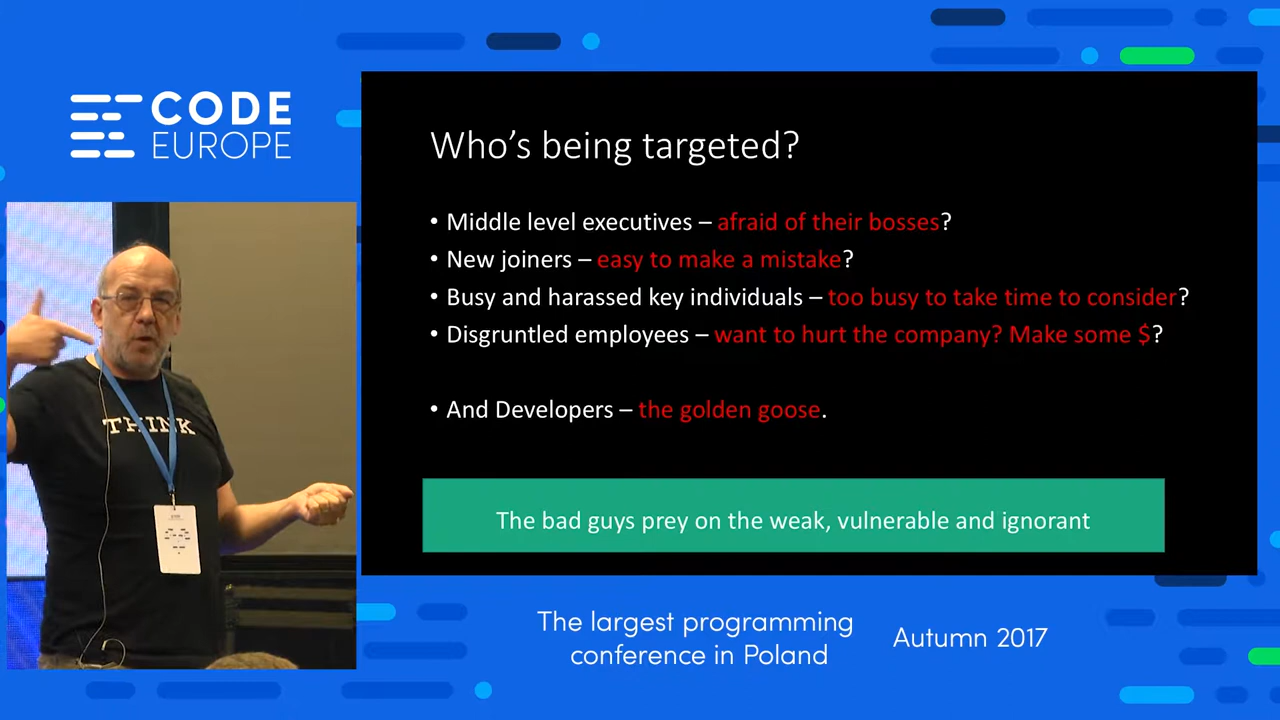 CODE
EUROPE
Who's being targeted?
• Middle level executives – afraid of their bosses?
• New joiners – easy to make a mistake?
• Busy and harassed key individuals – too busy to take time to consider?
• Disgruntled employees – want to hurt the company? Make some $?
• And Developers – the golden goose.
The bad guys prey on the weak, vulnerable and ignorant
THINK
The largest programming
conference in Poland
Autumn 2017